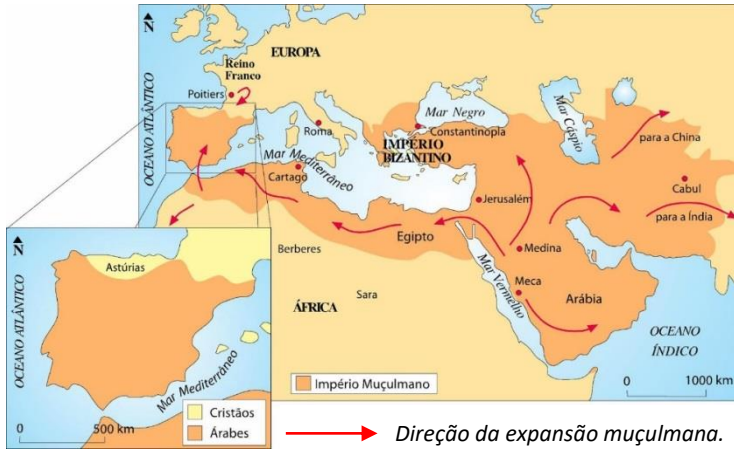 N
EUROPA
Reino
Franco
Poitiers
OCEANO ATLÂNTICO
Roma
Mar Negro
Constantinopla
Mar Cáspio
para a China
IMPÉRIO
BIZANTINO
Mar Mediterrâneo
Cartago
Cabul
Jerusalém
para a Índia
Egipto
Medina
Berberes
Mar Vermelho
Meca
Arábia
Sara
ÁFRICA
OCEANO
ÍNDICO
Império Muçulmano
0 1000 km
N
Astúrias
OCEANO ATLÂNTICO
Mar Mediterrâneo
Cristãos
Árabes
0 500 km
Direção da expansão muçulmana.